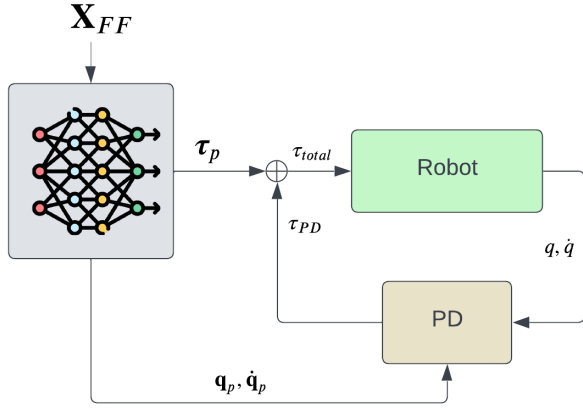 X_FF
τ_p
τ_total
Robot
τ_PD
q, q̇
PD
q_p, q̇_p